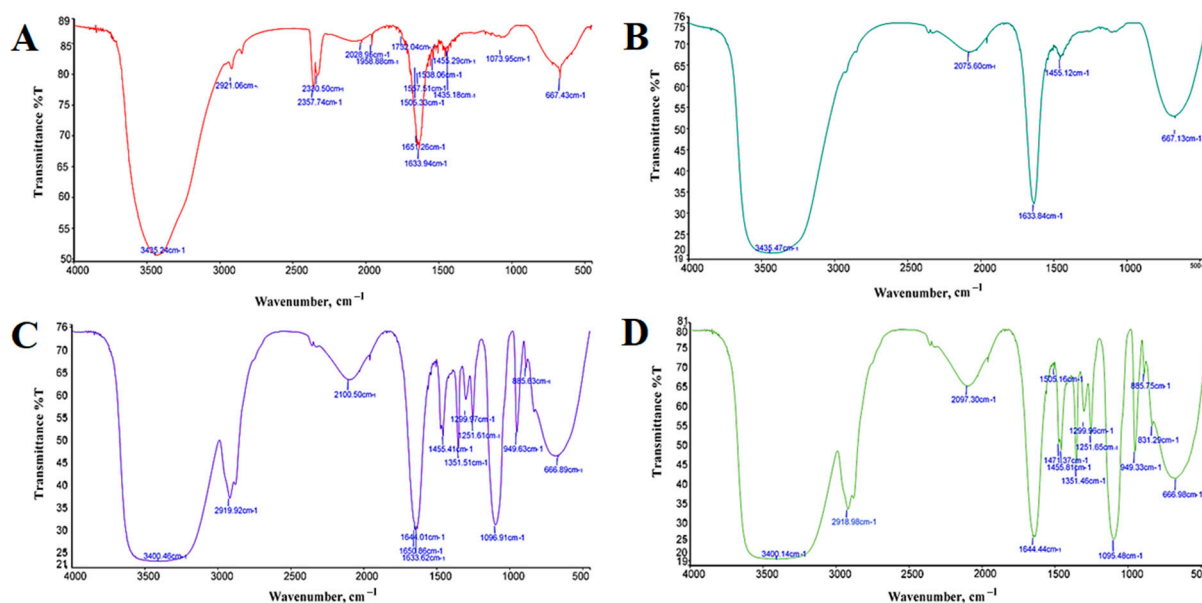 A
Transmittance %T
89
85
80
75
70
65
60
55
50
3435.24cm-1
2921.06
2330.50cm-1
2357.74cm-1
2028.95cm-1
1958.88cm-1
1732.04cm-1
1557.51cm-1
1538.06cm-1
1505.33cm-1
1455.29cm-1
1435.18cm-1
1651.26cm-1
1633.94cm-1
1073.95cm-1
667.43cm-1
4000 3500 3000 2500 2000 1500 1000 500
Wavenumber, cm⁻¹
B
Transmittance %T
76
75
70
65
60
55
50
45
40
35
30
25
20
19
3435.47cm-1
2075.60cm-1
1633.84cm-1
1455.12cm-1
667.13cm-1
4000 3500 3000 2500 2000 1500 1000 500
Wavenumber, cm⁻¹
C
Transmittance %T
76
70
65
60
55
50
45
40
35
30
25
21
3400.46cm-1
2919.92cm-1
2100.50cm-1
1644.01cm-1
1650.86cm-1
1633.62cm-1
1455.41cm-1
1351.51cm-1
1299.97cm-1
1251.61cm-1
1096.91cm-1
949.63cm-1
885.63cm-1
666.89cm-1
4000 3500 3000 2500 2000 1500 1000 500
Wavenumber, cm⁻¹
D
Transmittance %T
81
80
75
70
65
60
55
50
45
40
35
30
25
20
19
3400.14cm-1
2918.98cm-1
2097.30cm-1
1644.44cm-1
1505.16cm-1
1471.37cm-1
1455.81cm-1
1351.46cm-1
1299.96cm-1
1251.65cm-1
1095.48cm-1
949.33cm-1
885.75cm-1
831.29cm-1
666.98cm-1
4000 3500 3000 2500 2000 1500 1000 500
Wavenumber, cm⁻¹